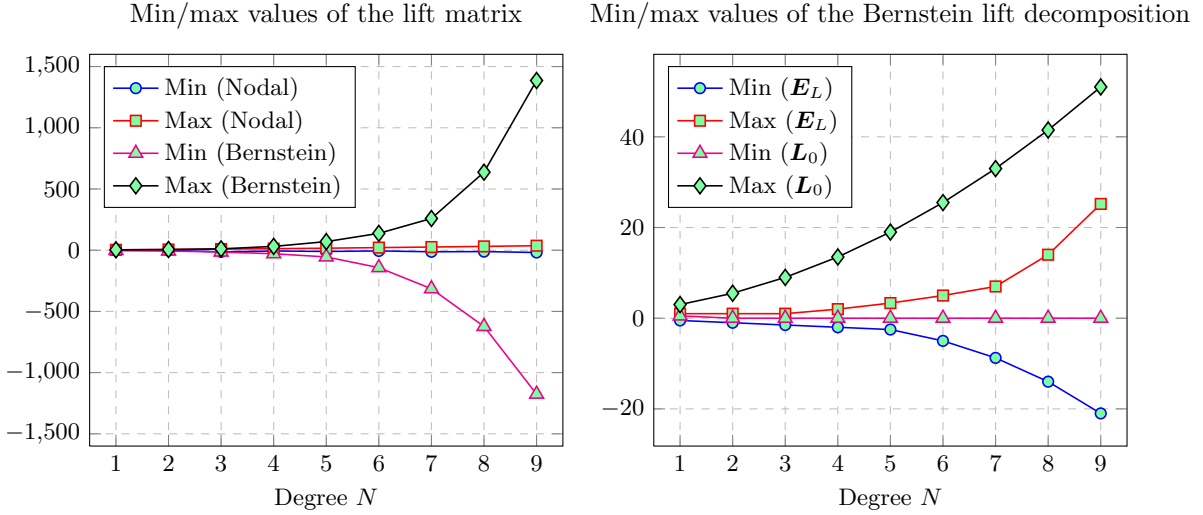 Min/max values of the lift matrix
1,500
1,000
500
0
−500
−1,000
−1,500
Min (Nodal)
Max (Nodal)
Min (Bernstein)
Max (Bernstein)
1 2 3 4 5 6 7 8 9
Degree N
Min/max values of the Bernstein lift decomposition
40
20
0
−20
Min (E_L)
Max (E_L)
Min (L_0)
Max (L_0)
1 2 3 4 5 6 7 8 9
Degree N